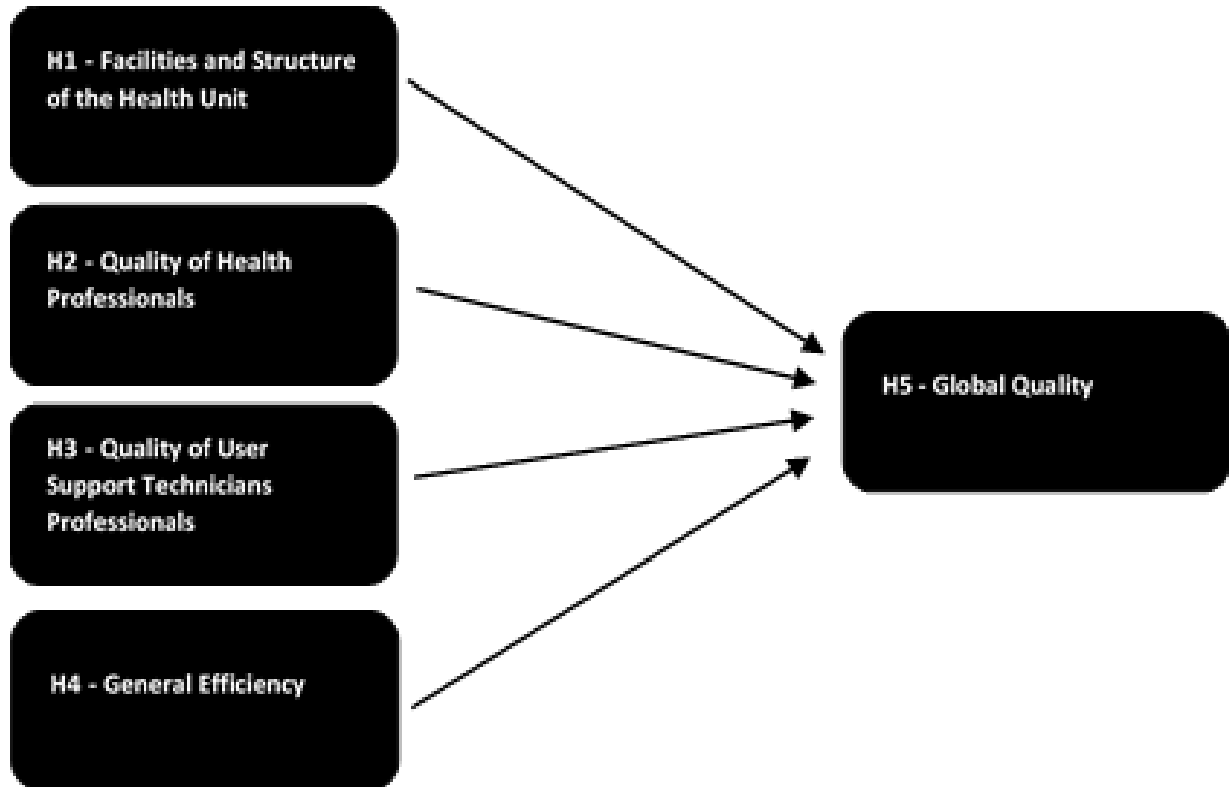 H1 - Facilities and Structure
of the Health Unit
H2 - Quality of Health
Professionals
H3 - Quality of User
Support Technicians
Professionals
H4 - General Efficiency
H5 - Global Quality